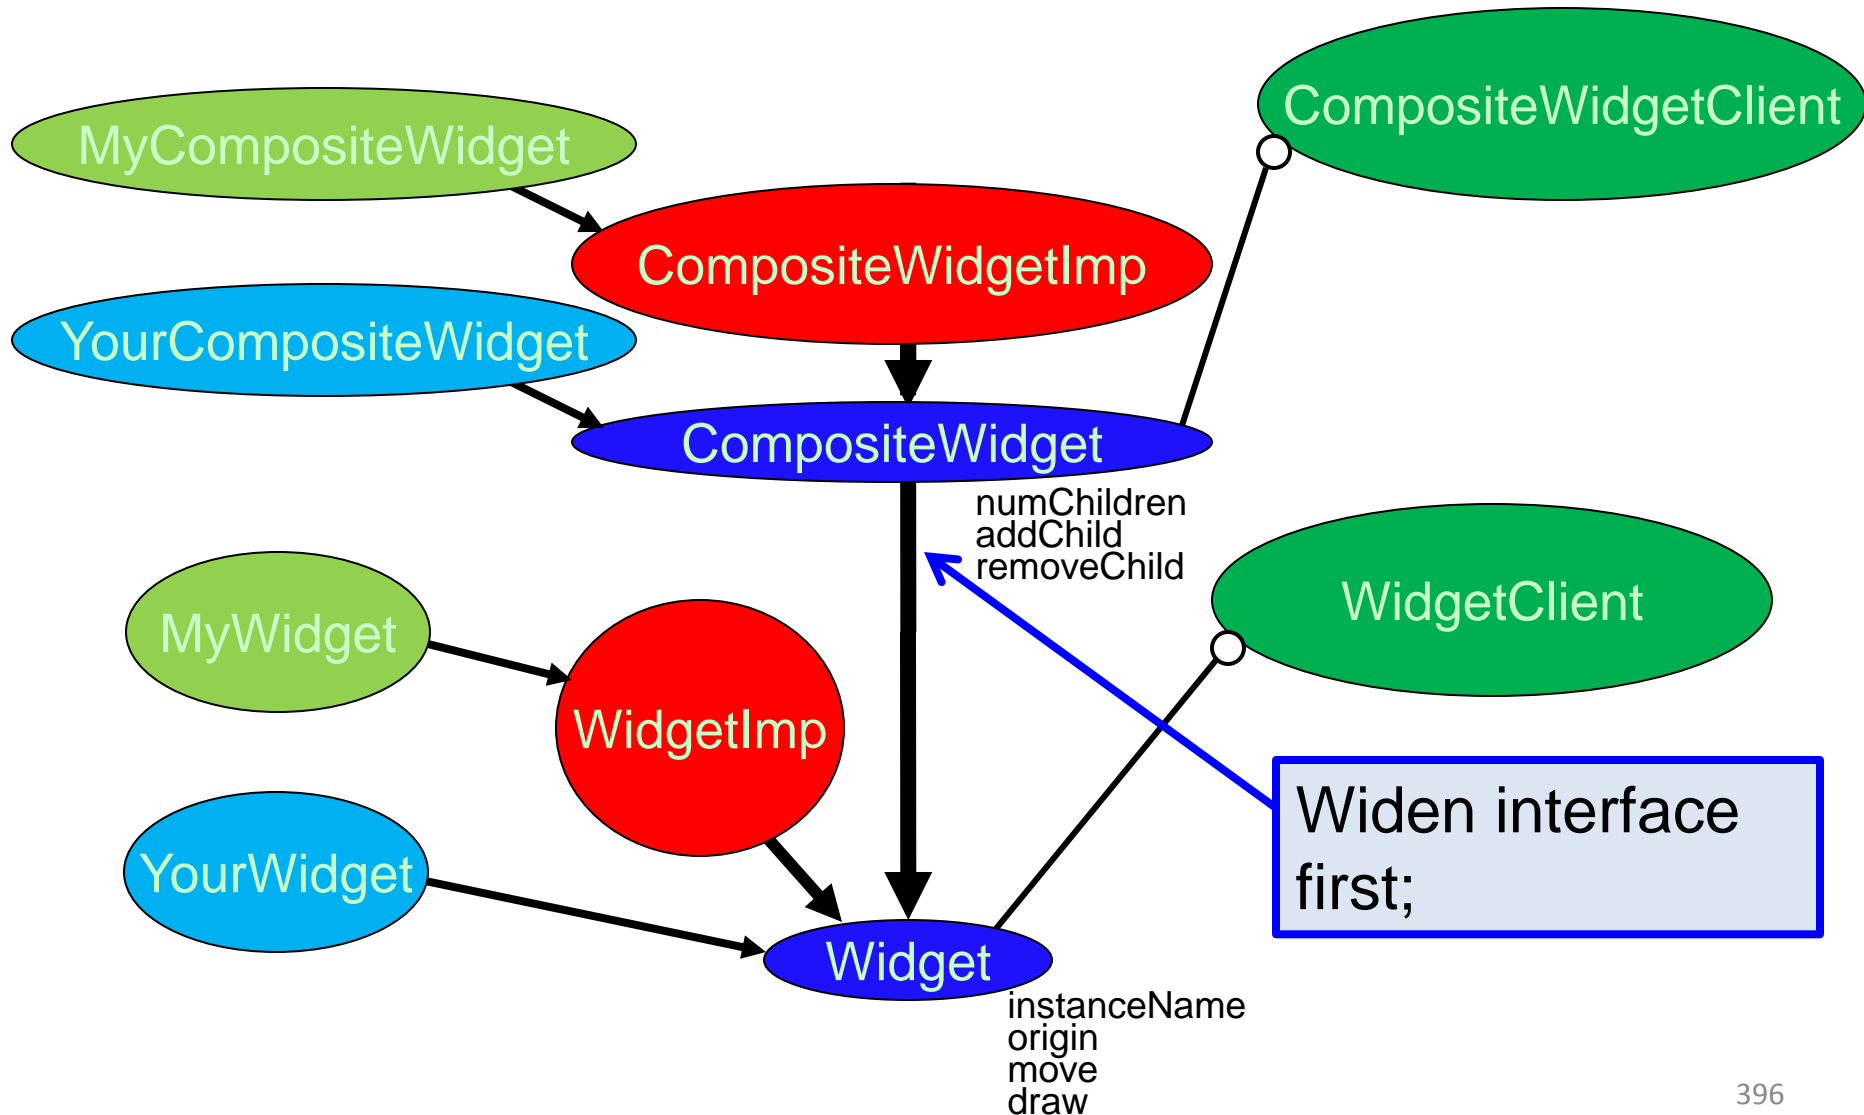 CompositeWidgetClient
MyCompositeWidget
CompositeWidgetImp
YourCompositeWidget
CompositeWidget
numChildren
addChild
removeChild
WidgetClient
MyWidget
WidgetImp
Widen interface
first;
YourWidget
Widget
instanceName
origin
move
draw
396